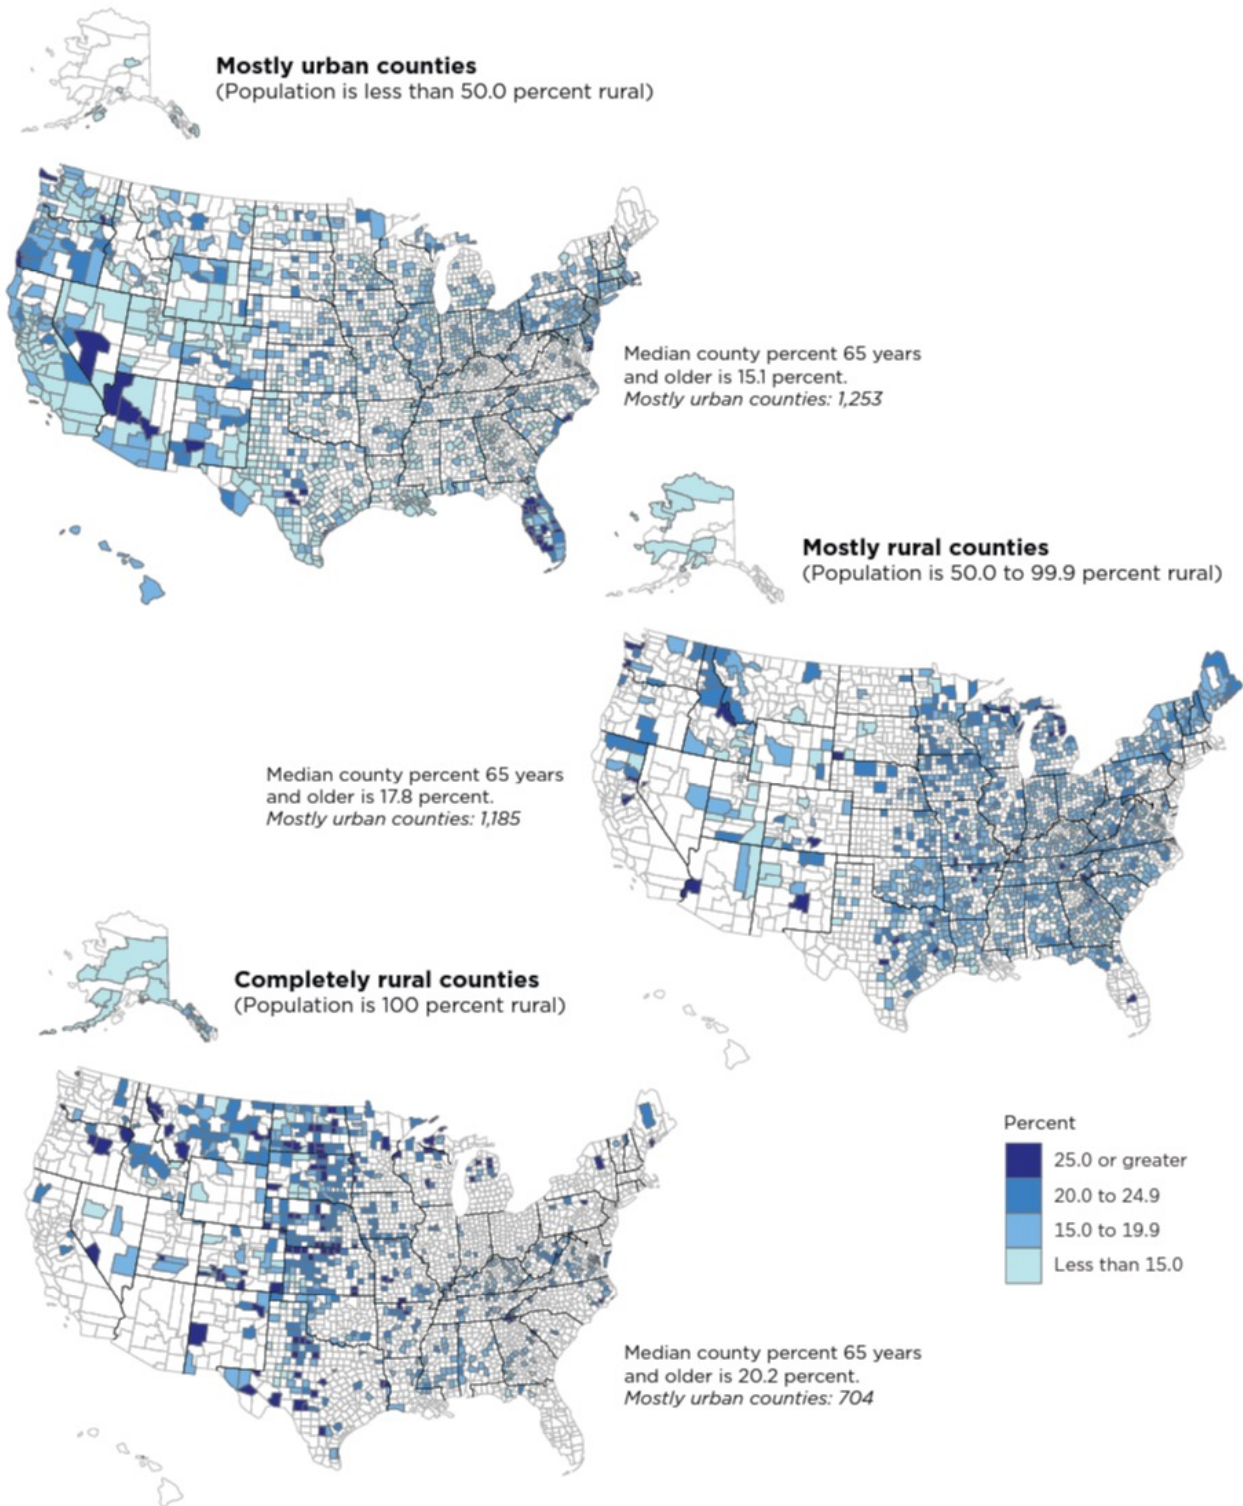 Mostly urban counties
(Population is less than 50.0 percent rural)
Median county percent 65 years
and older is 15.1 percent.
Mostly urban counties: 1,253
Mostly rural counties
(Population is 50.0 to 99.9 percent rural)
Median county percent 65 years
and older is 17.8 percent.
Mostly urban counties: 1,185
Completely rural counties
(Population is 100 percent rural)
Percent
25.0 or greater
20.0 to 24.9
15.0 to 19.9
Less than 15.0
Median county percent 65 years
and older is 20.2 percent.
Mostly urban counties: 704